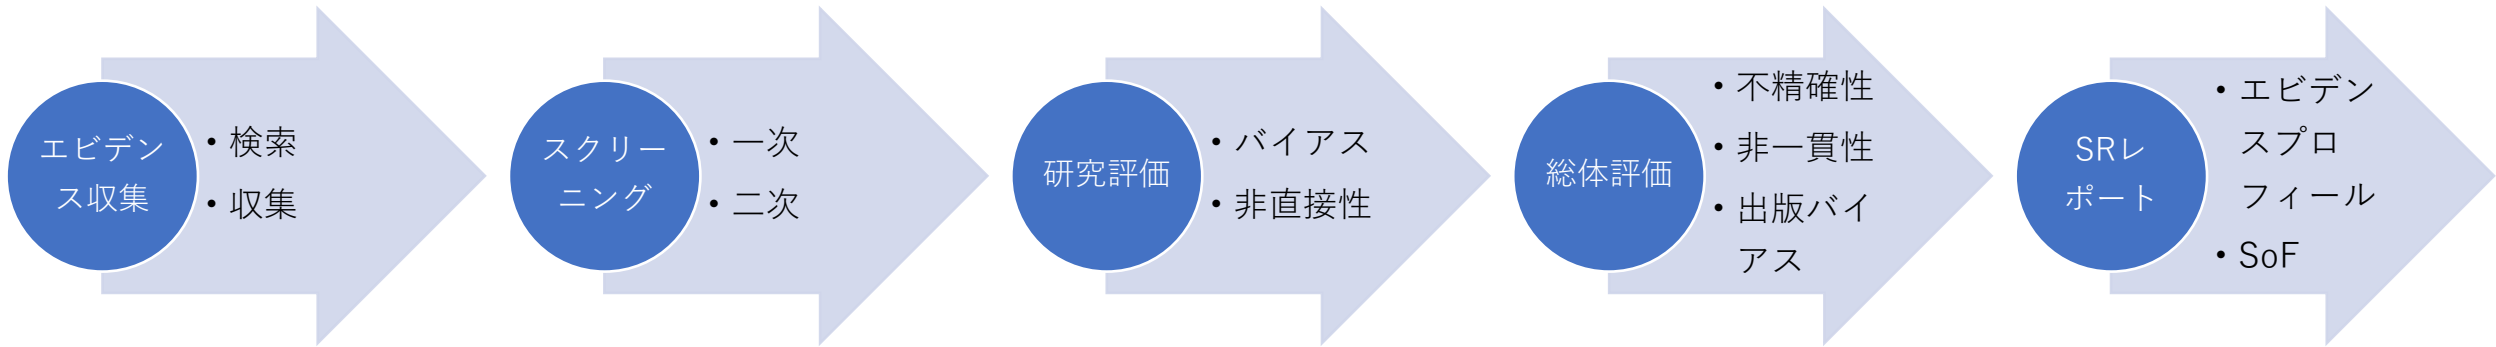 エビデン
ス収集
• 検索
• 収集
スクリー
ニング
• 一次
• 二次
研究評価
• バイアス
• 非直接性
総体評価
• 不精確性
• 非一貫性
• 出版バイ
アス
SRレ
ポート
• エビデン
スプロ
ファイル
• SoF